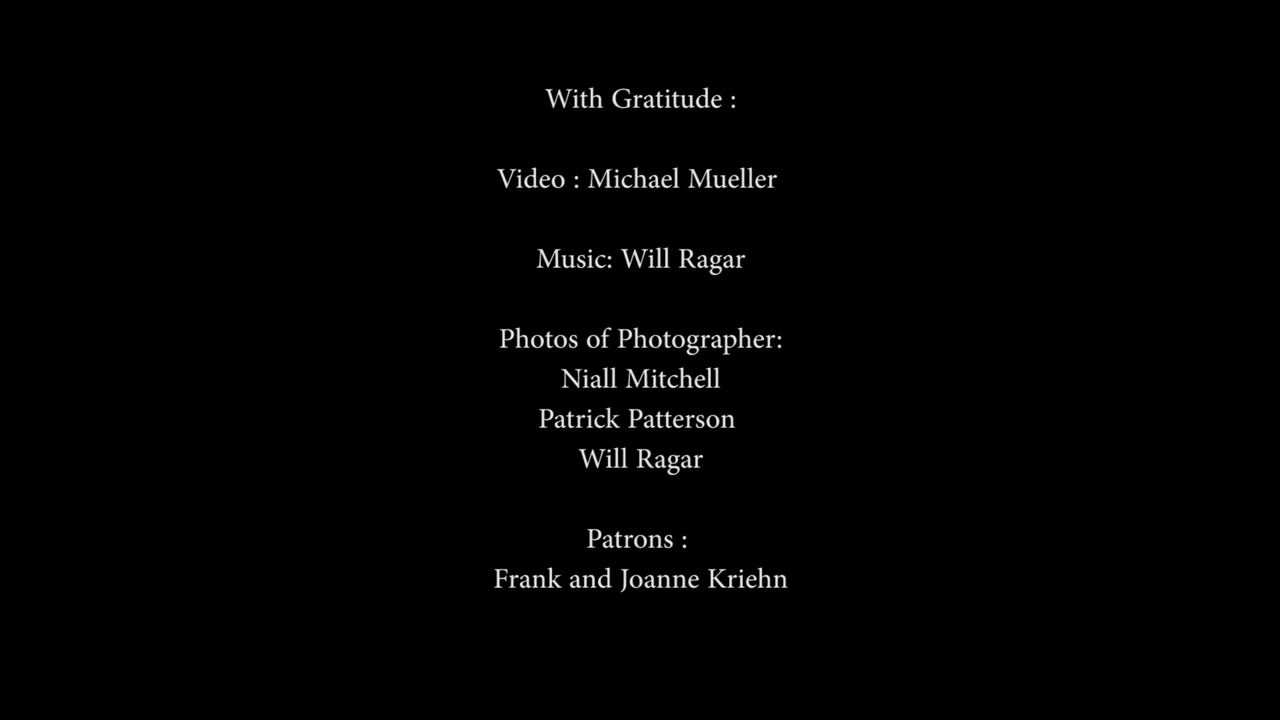 With Gratitude :
Video : Michael Mueller
Music: Will Ragar
Photos of Photographer:
Niall Mitchell
Patrick Patterson
Will Ragar
Patrons :
Frank and Joanne Kriehn